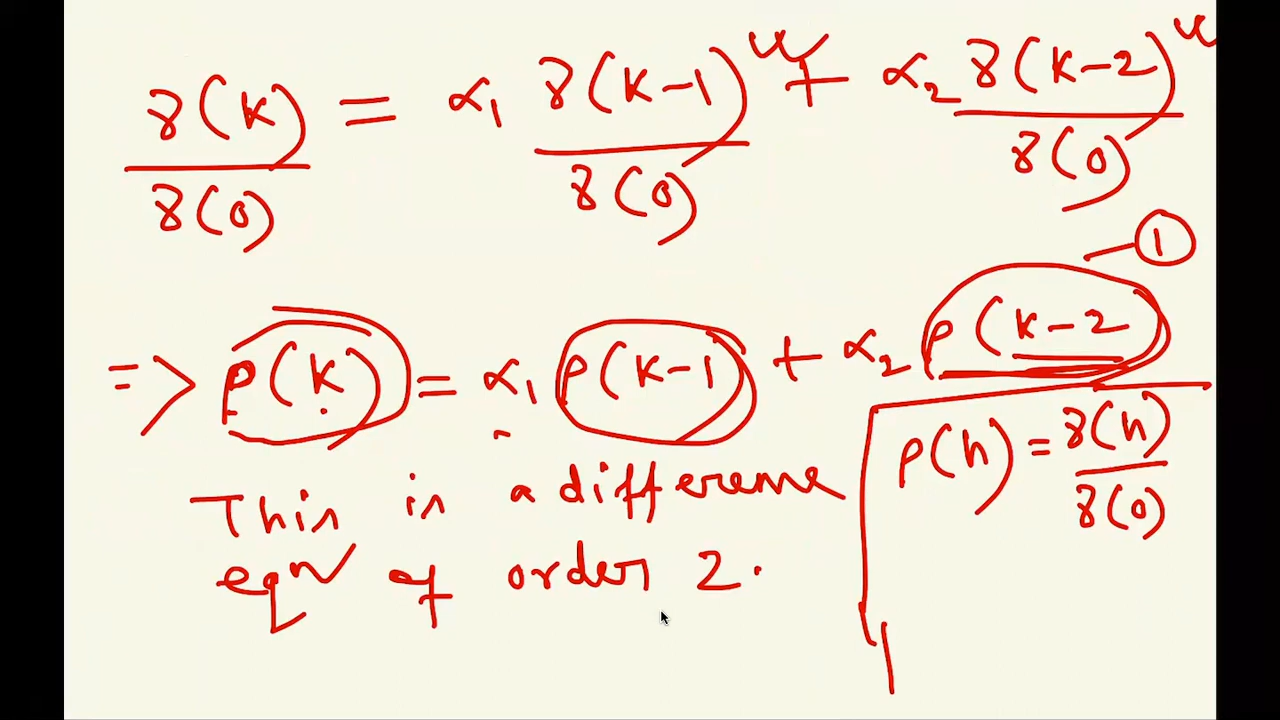 γ(k)/γ(0) = α₁ γ(k-1)/γ(0) + α₂ γ(k-2)/γ(0)
①
=> ρ(k) = α₁ ρ(k-1) + α₂ ρ(k-2
ρ(h) = γ(h)/γ(0)
This is a difference
eqn of order 2.